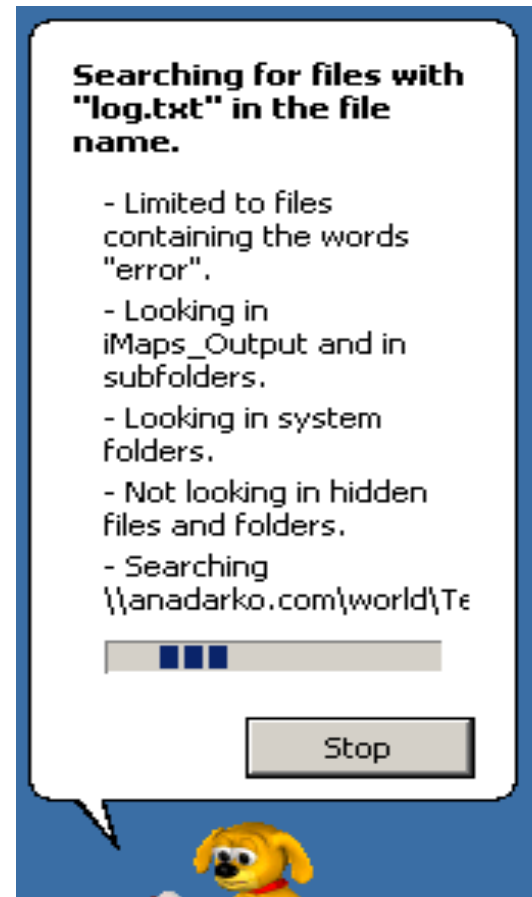 Searching for files with
"log.txt" in the file
name.
- Limited to files
containing the words
"error".
- Looking in
iMaps_Output and in
subfolders.
- Looking in system
folders.
- Not looking in hidden
files and folders.
- Searching
\\anadarko.com\world\Te
Stop